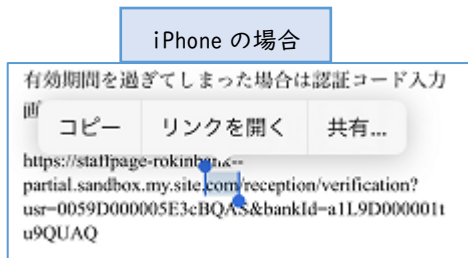 iPhone の場合
有効期間を過ぎてしまった場合は認証コード入力
コピー
リンクを開く
共有...
https://staffpage-rokinbank--
partial.sandbox.my.site.com/reception/verification?
usr=0059D000005E3cBQAS&bankId=a1L9D000001t
u9QUAQ